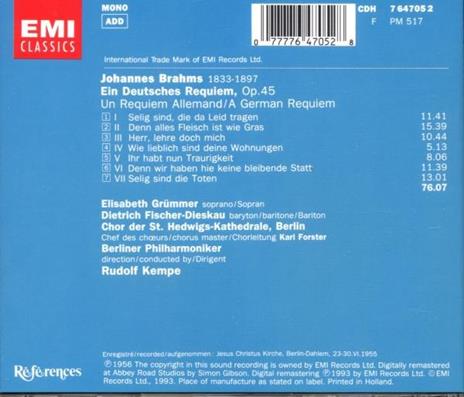 EMI
CLASSICS
MONO
ADD
0 77776 47052 8
CDH 7 64705 2
F PM 517
International Trade Mark of EMI Records Ltd.
Johannes Brahms 1833-1897
Ein Deutsches Requiem, Op.45
Un Requiem Allemand/A German Requiem
1 I Selig sind, die da Leid tragen 11.41
2 II Denn alles Fleisch ist wie Gras 15.39
3 III Herr, lehre doch mich 10.44
4 IV Wie lieblich sind deine Wohnungen 5.13
5 V Ihr habt nun Traurigkeit 8.06
6 VI Denn wir haben hie keine bleibende Statt 11.39
7 VII Selig sind die Toten 13.01
76.07
Elisabeth Grümmer soprano/Sopran
Dietrich Fischer-Dieskau baryton/baritone/Bariton
Chor der St. Hedwigs-Kathedrale, Berlin
Chef des chœurs/chorus master/Chorleitung Karl Forster
Berliner Philharmoniker
direction/conducted by/Dirigent
Rudolf Kempe
Enregistré/recorded/aufgenommen: Jesus Christus Kirche, Berlin-Dahlem, 23-30.VI.1955
Ⓟ1956 The copyright in this sound recording is owned by EMI Records Ltd. Digitally remastered
at Abbey Road Studios by Simon Gibson. Digital remastering Ⓟ1993 by EMI Records Ltd. ©EMI
Records Ltd., 1993. Place of manufacture as stated on label. Printed in Holland.
Références